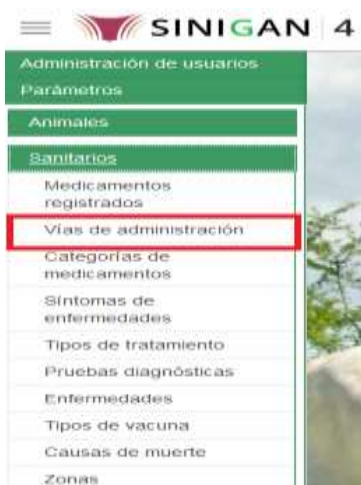 SINIGAN 4
Administración de usuarios
Parámetros
Animales
Sanitarios
Medicamentos
registrados
Vías de administración
Categorías de
medicamentos
Síntomas de
enfermedades
Tipos de tratamiento
Pruebas diagnósticas
Enfermedades
Tipos de vacuna
Causas de muerte
Zonas